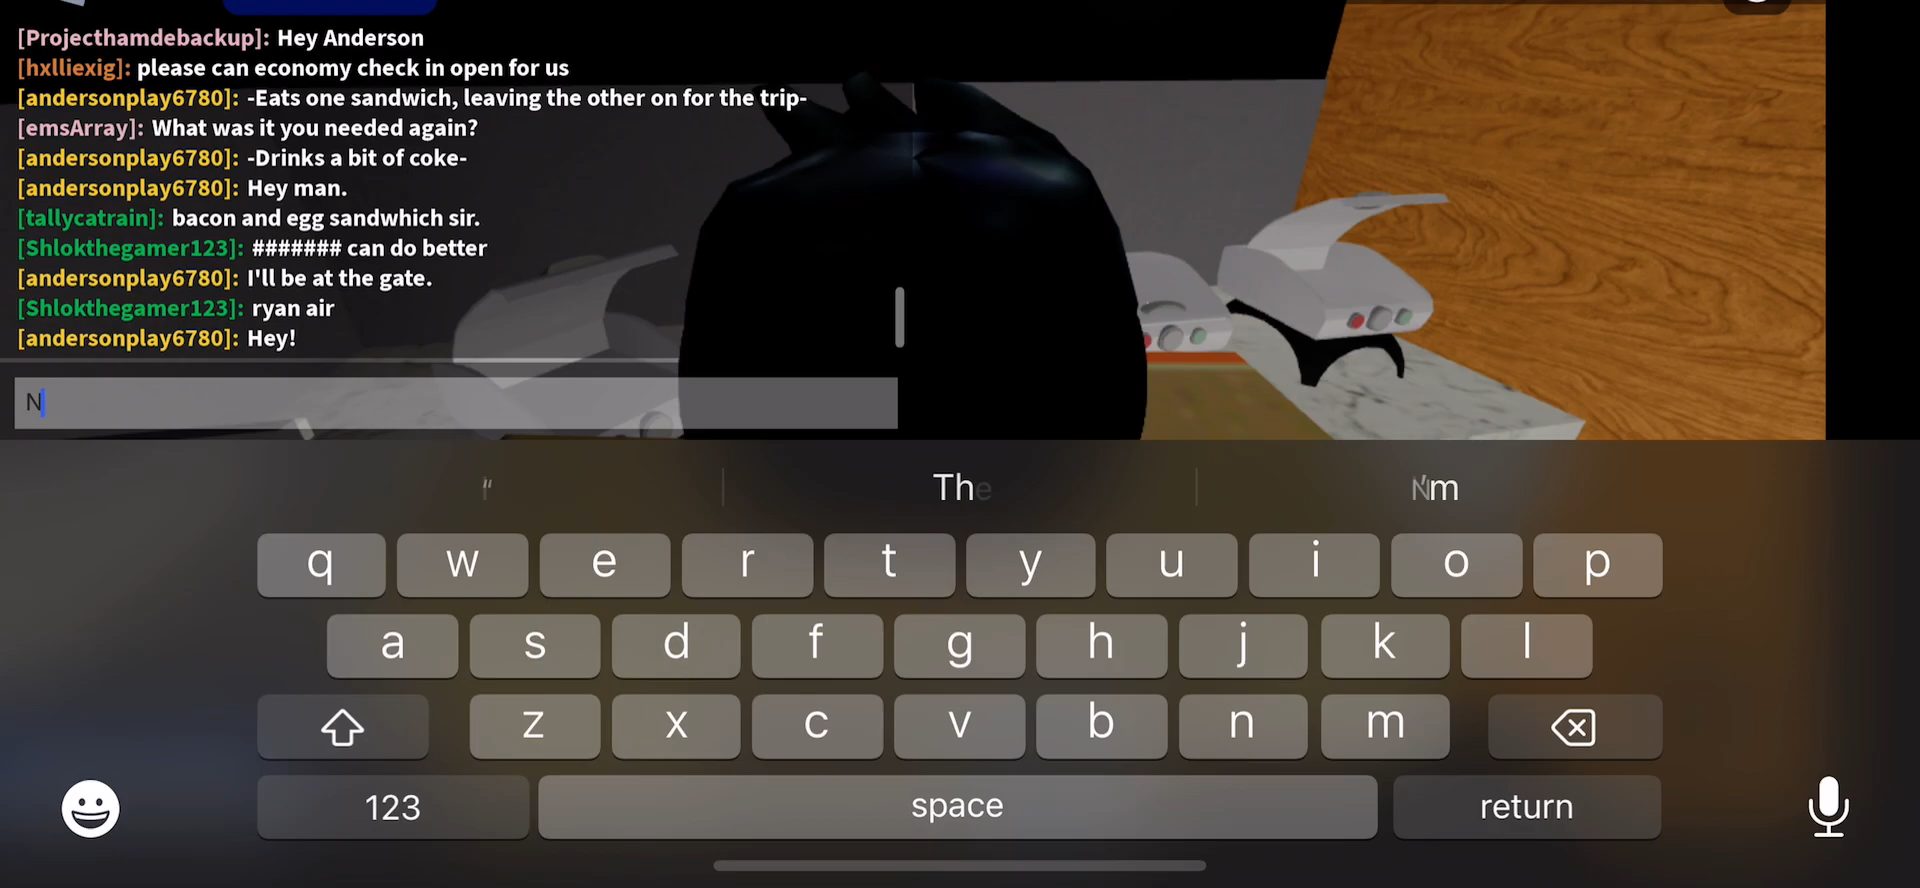 [Projecthamdebackup]: Hey Anderson
[hxlliexig]: please can economy check in open for us
[andersonplay6780]: -Eats one sandwich, leaving the other on for the trip-
[emsArray]: What was it you needed again?
[andersonplay6780]: -Drinks a bit of coke-
[andersonplay6780]: Hey man.
[tallycatrain]: bacon and egg sandwhich sir.
[Shlokthegamer123]: ####### can do better
[andersonplay6780]: I'll be at the gate.
[Shlokthegamer123]: ryan air
[andersonplay6780]: Hey!
N
The
q w e r t y u i o p
a s d f g h j k l
z x c v b n m
123 space return